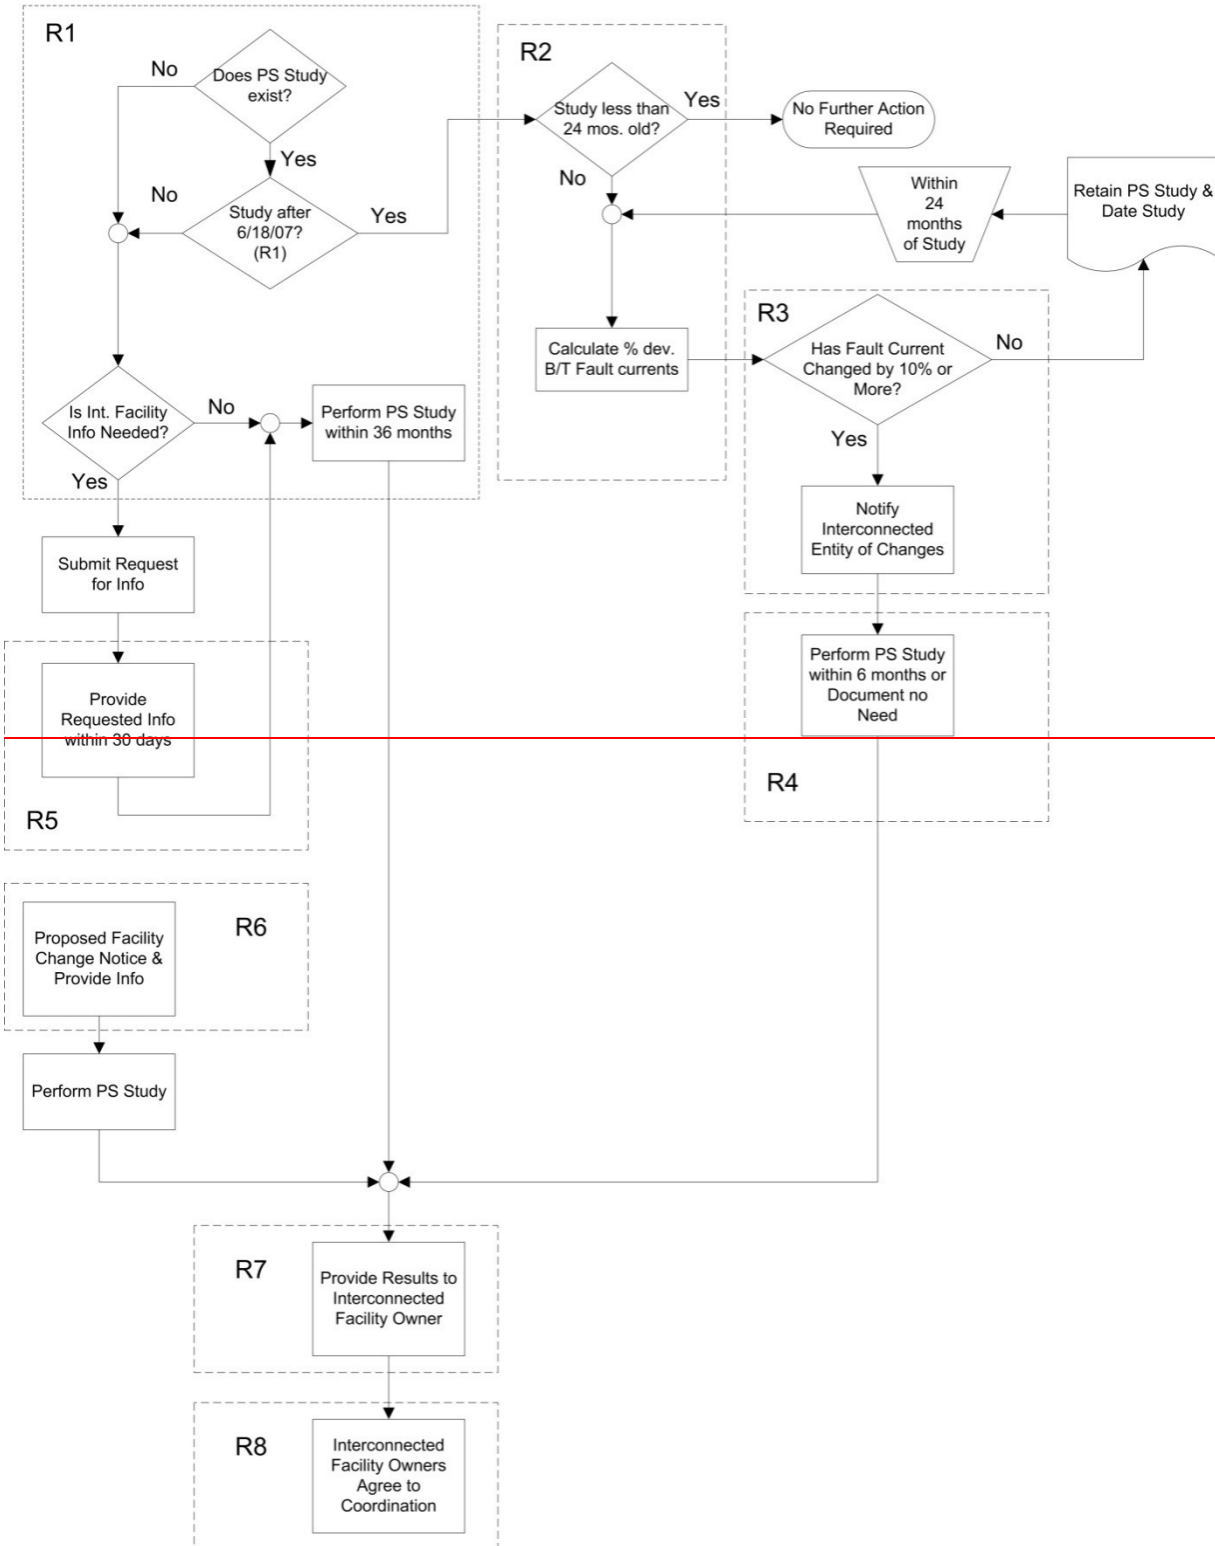 R1
Does PS Study
exist?
No
Yes
Study after
6/18/07?
(R1)
No
Yes
Is Int. Facility
Info Needed?
No
Yes
Perform PS Study
within 36 months
Submit Request
for Info
Provide
Requested Info
within 30 days
R5
R2
Study less than
24 mos. old?
Yes
No
No Further Action
Required
Within
24
months
of Study
Retain PS Study &
Date Study
Calculate % dev.
B/T Fault currents
R3
Has Fault Current
Changed by 10% or
More?
No
Yes
Notify
Interconnected
Entity of Changes
Perform PS Study
within 6 months or
Document no
Need
R4
R6
Proposed Facility
Change Notice &
Provide Info
Perform PS Study
R7
Provide Results to
Interconnected
Facility Owner
R8
Interconnected
Facility Owners
Agree to
Coordination